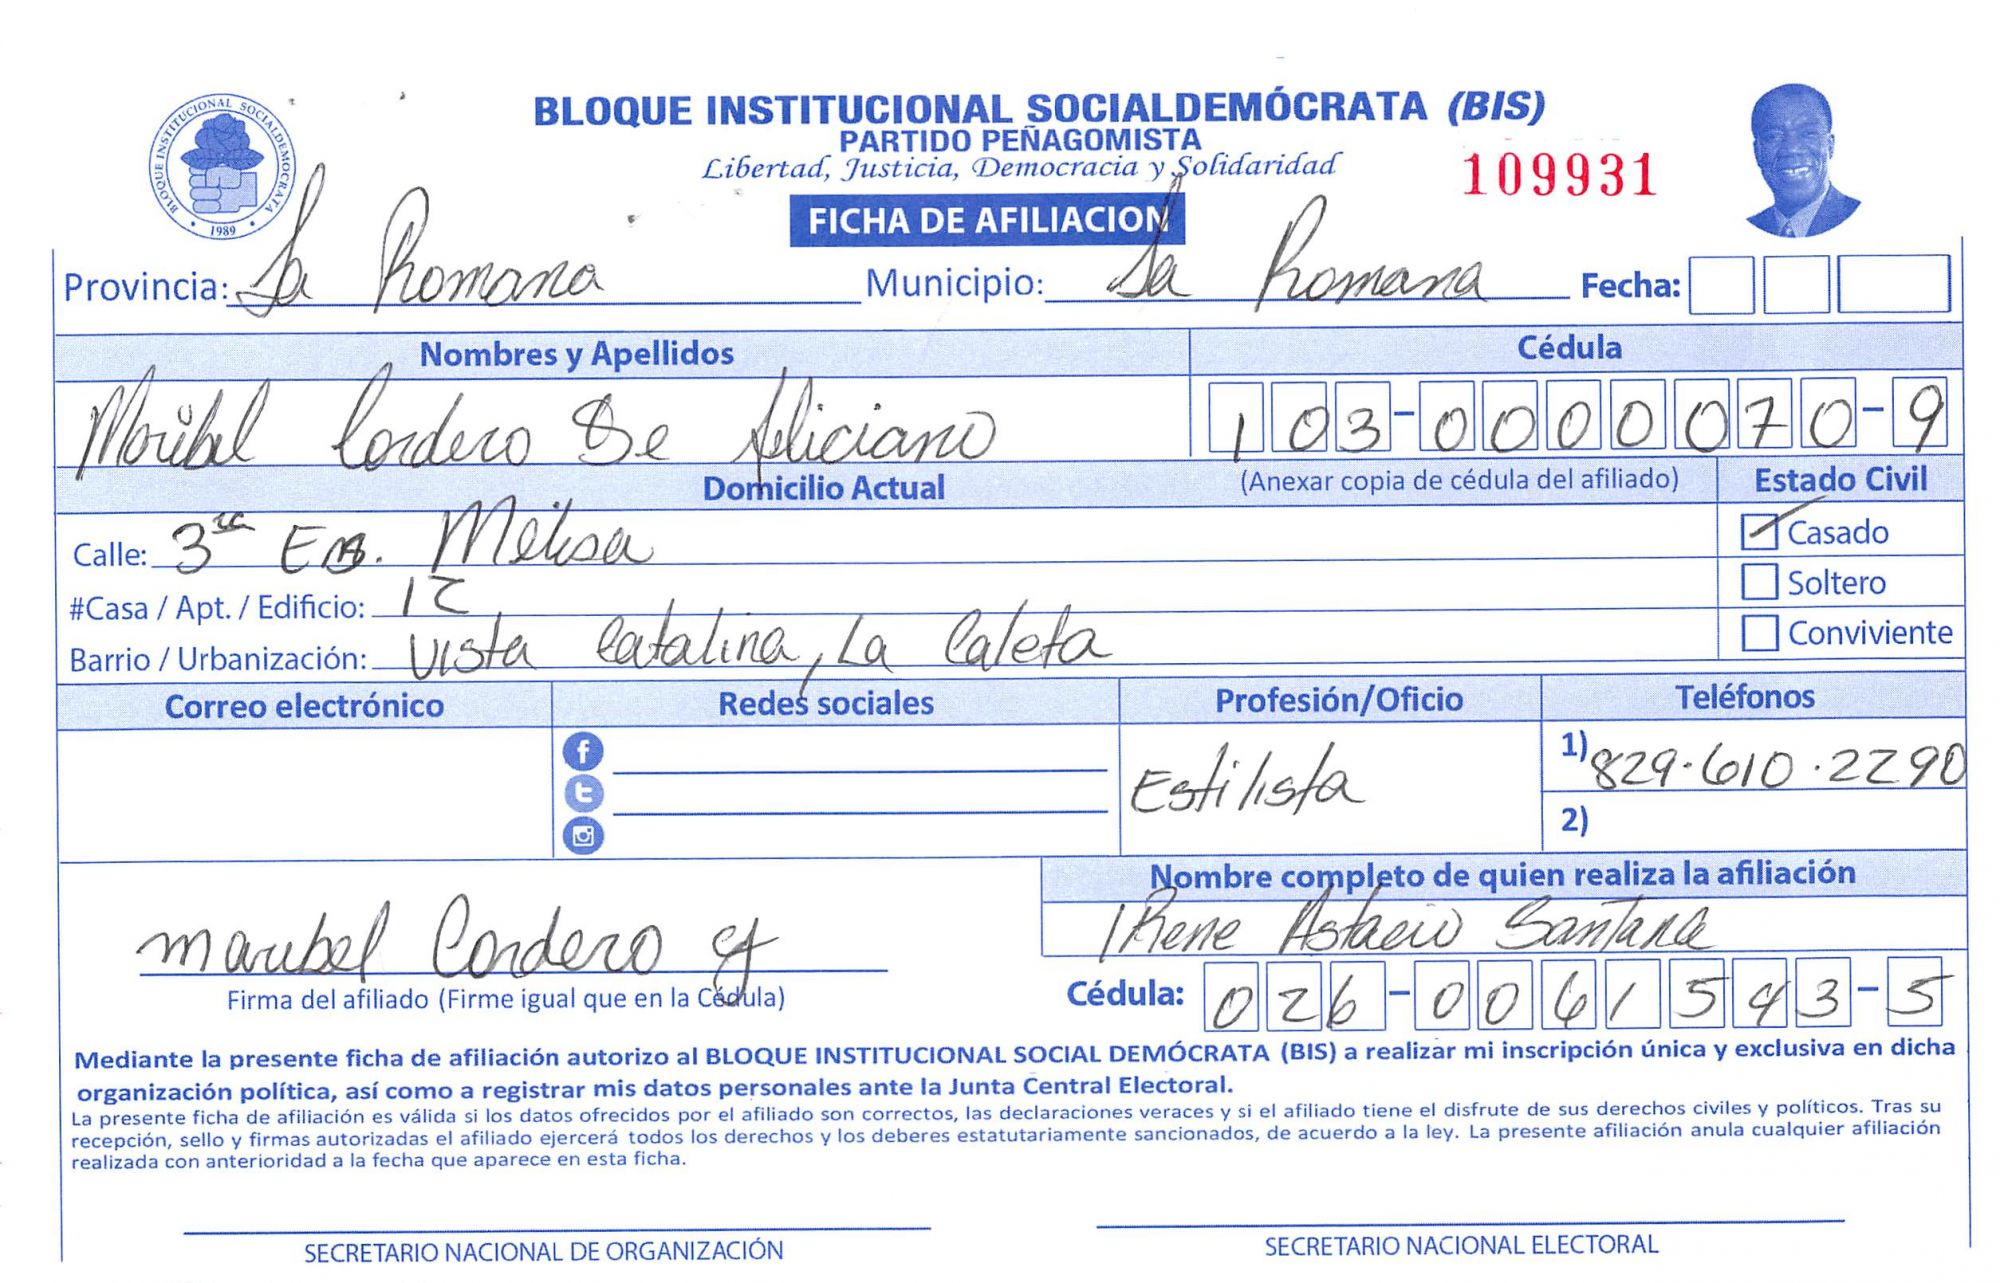 BLOQUE INSTITUCIONAL SOCIALDEMOCRATA
1989
BLOQUE INSTITUCIONAL SOCIALDEMÓCRATA (BIS)
PARTIDO PEÑAGOMISTA
Libertad, Justicia, Democracia y Solidaridad
109931
FICHA DE AFILIACION
Provincia: La Romana Municipio: La Romana Fecha:
Nombres y Apellidos Cédula
Maribel Cordero De feliciano 103-0000070-9
Domicilio Actual (Anexar copia de cédula del afiliado) Estado Civil
Calle: 3ra Melisa Casado
#Casa / Apt. / Edificio: 12 Soltero
Barrio / Urbanización: Vista Catalina, La Caleta Conviviente
Correo electrónico Redes sociales Profesión/Oficio Teléfonos
Estilista 1) 829-610-2290
2)
Nombre completo de quien realiza la afiliación
IRene Astacio Santana
maribel Cordero
Firma del afiliado (Firme igual que en la Cédula) Cédula: 026-0061543-5
Mediante la presente ficha de afiliación autorizo al BLOQUE INSTITUCIONAL SOCIAL DEMÓCRATA (BIS) a realizar mi inscripción única y exclusiva en dicha
organización política, así como a registrar mis datos personales ante la Junta Central Electoral.
La presente ficha de afiliación es válida si los datos ofrecidos por el afiliado son correctos, las declaraciones veraces y si el afiliado tiene el disfrute de sus derechos civiles y políticos. Tras su
recepción, sello y firmas autorizadas el afiliado ejercerá todos los derechos y los deberes estatutariamente sancionados, de acuerdo a la ley. La presente afiliación anula cualquier afiliación
realizada con anterioridad a la fecha que aparece en esta ficha.
SECRETARIO NACIONAL DE ORGANIZACIÓN SECRETARIO NACIONAL ELECTORAL